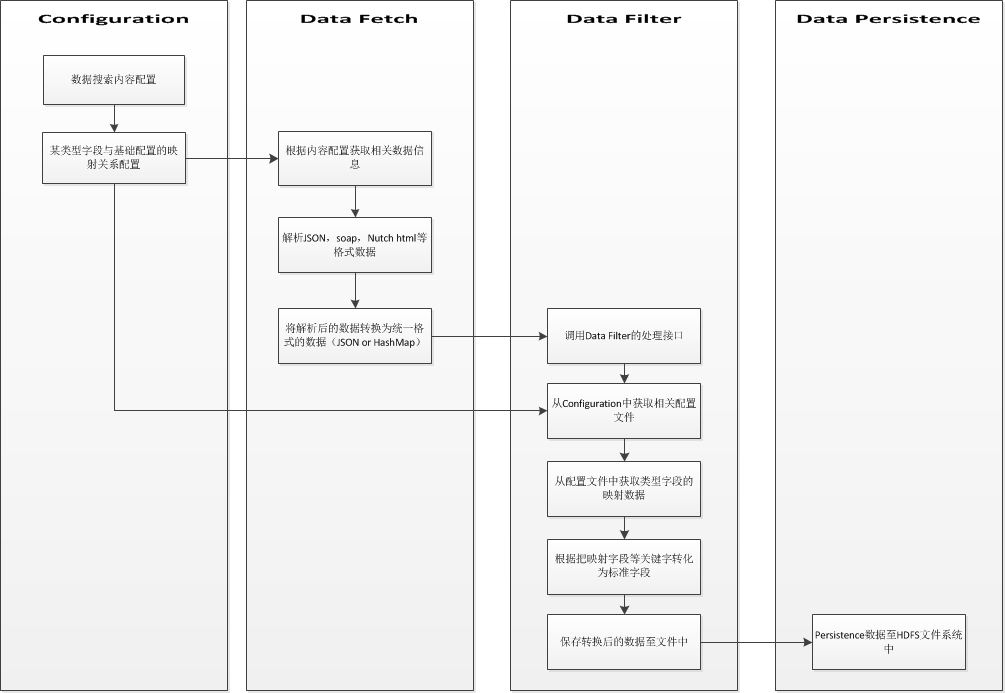 Configuration
数据搜索内容配置
某类型字段与基础配置的映
射关系配置
Data Fetch
根据内容配置获取相关数据信
息
解析JSON，soap，Nutch html等
格式数据
将解析后的数据转换为统一格
式的数据（JSON or HashMap）
Data Filter
调用Data Filter的处理接口
从Configuration中获取相关配置
文件
从配置文件中获取类型字段的
映射数据
根据把映射字段等关键字转化
为标准字段
保存转换后的数据至文件中
Data Persistence
Persistence数据至HDFS文件系统
中